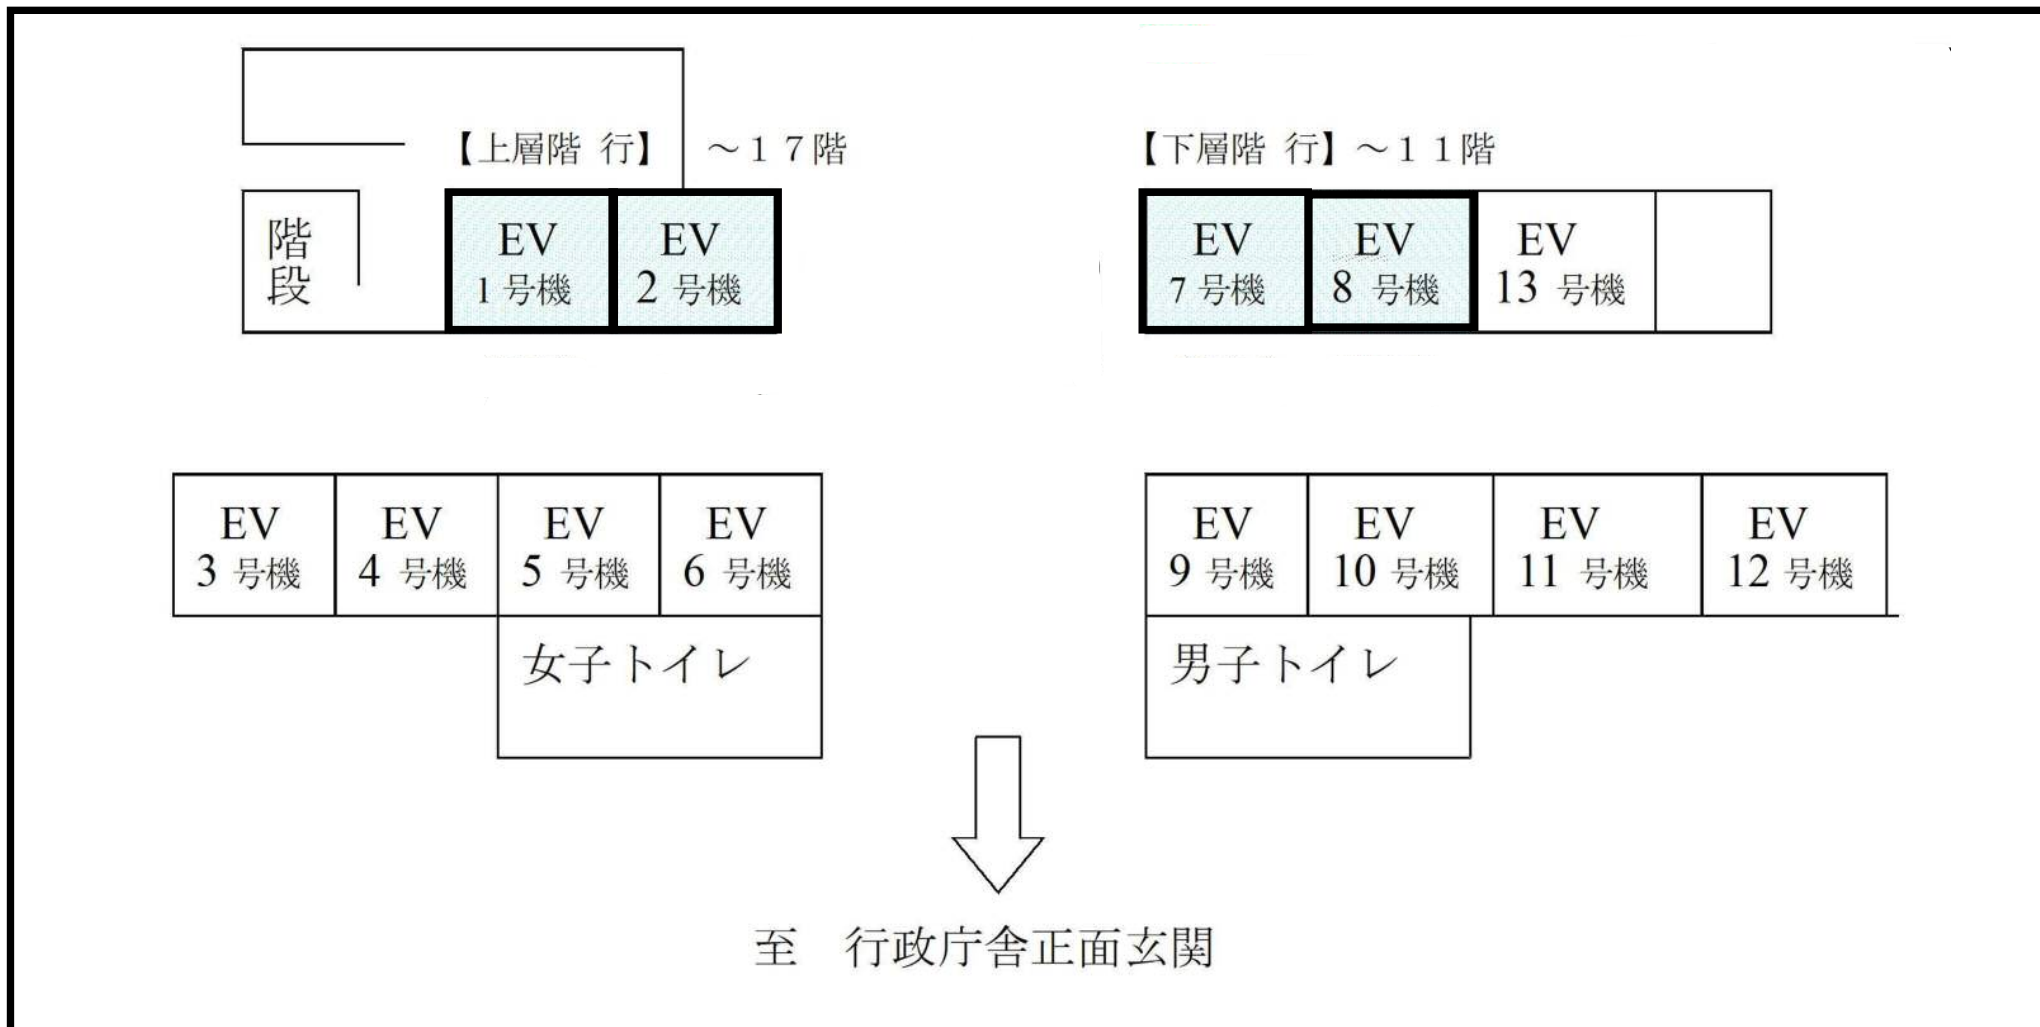 【上層階 行】 ~17階
【下層階 行】~11階
階段
EV
1号機
EV
2 号機
EV
7号機
EV
8 号機
EV
13 号機
EV
3 号機
EV
4 号機
EV
5 号機
EV
6 号機
EV
9 号機
EV
10 号機
EV
11 号機
EV
12 号機
女子トイレ
男子トイレ
至 行政庁舎正面玄関